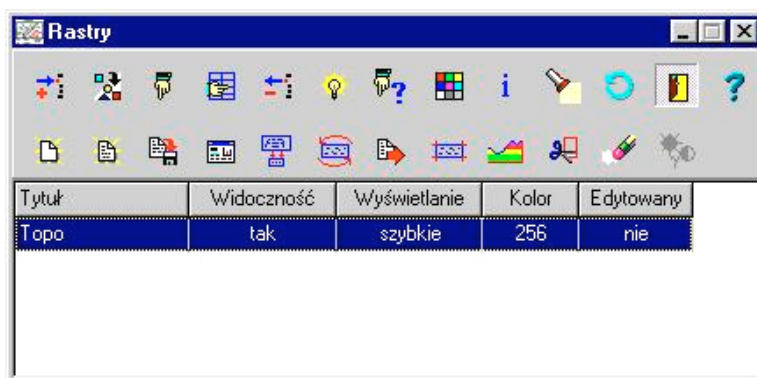 Rastry
Tytuł Widoczność Wyświetlanie Kolor Edytowany
Topo tak szybkie 256 nie